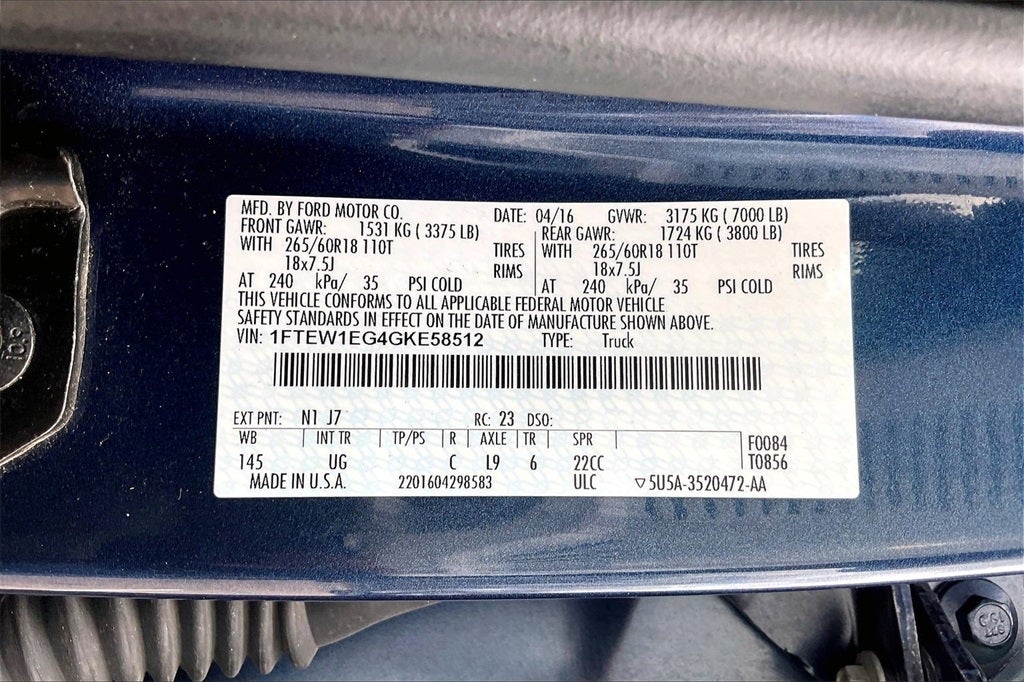 MFD. BY FORD MOTOR CO. DATE: 04/16 GVWR: 3175 KG ( 7000 LB)
FRONT GAWR: 1531 KG ( 3375 LB) REAR GAWR: 1724 KG ( 3800 LB)
WITH 265/60R18 110T TIRES WITH 265/60R18 110T TIRES
18x7.5J RIMS 18x7.5J RIMS
AT 240 kPa/ 35 PSI COLD AT 240 kPa/ 35 PSI COLD
THIS VEHICLE CONFORMS TO ALL APPLICABLE FEDERAL MOTOR VEHICLE
SAFETY STANDARDS IN EFFECT ON THE DATE OF MANUFACTURE SHOWN ABOVE.
VIN: 1FTEW1EG4GKE58512 TYPE: Truck
EXT PNT: N1 J7 RC: 23 DSO:
WB INT TR TP/PS R AXLE TR SPR F0084
145 UG C L9 6 22CC T0856
MADE IN U.S.A. 2201604298583 ULC ▽5U5A-3520472-AA